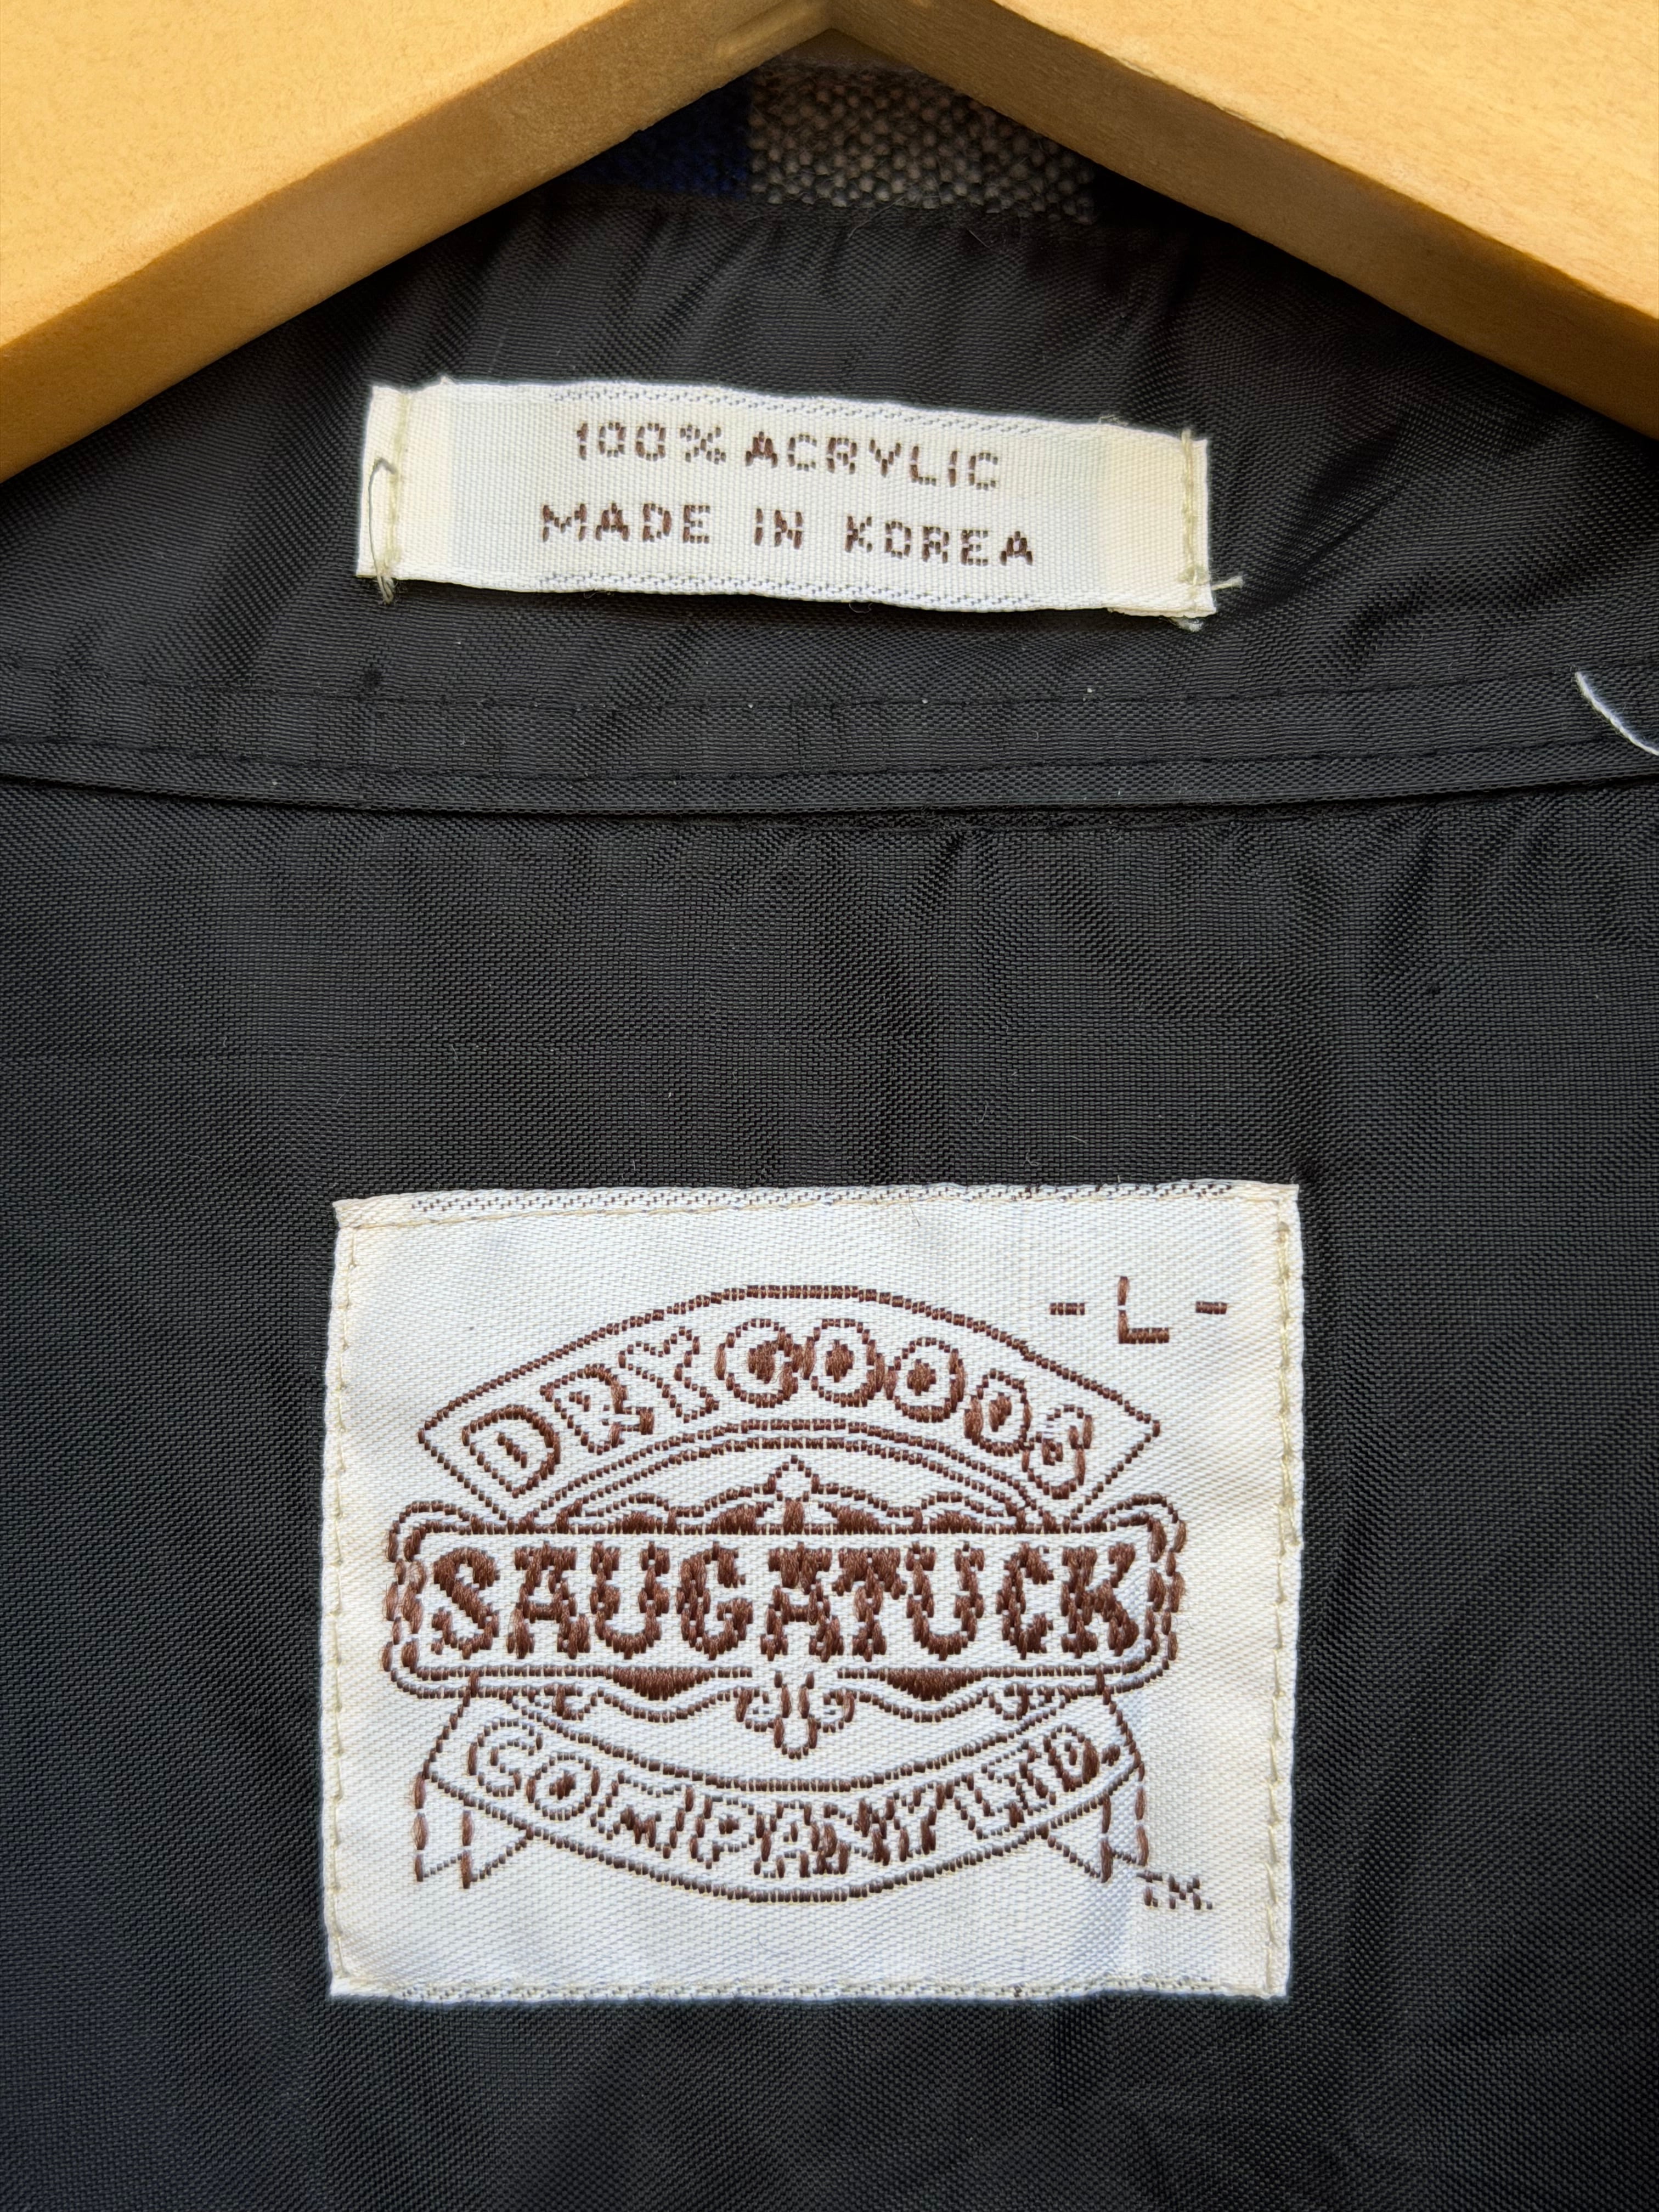 100% ACRYLIC
MADE IN KOREA
-L-
DRY GOODS
SAUGATUCK
COMPANY LTD.
TM.